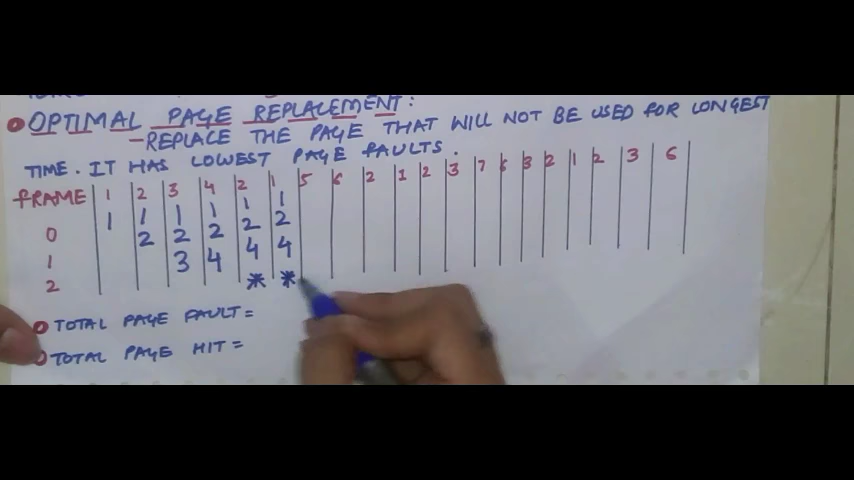 OPTIMAL PAGE REPLACEMENT:
- REPLACE THE PAGE THAT WILL NOT BE USED FOR LONGEST
TIME. IT HAS LOWEST PAGE FAULTS.
FRAME 1 2 3 4 2 1 5 6 2 1 2 3 7 6 3 2 1 2 3 6
0 1 1 1 1 1 1
1 2 2 2 2 2
2 3 4 4 4
* *
TOTAL PAGE FAULT =
TOTAL PAGE HIT =